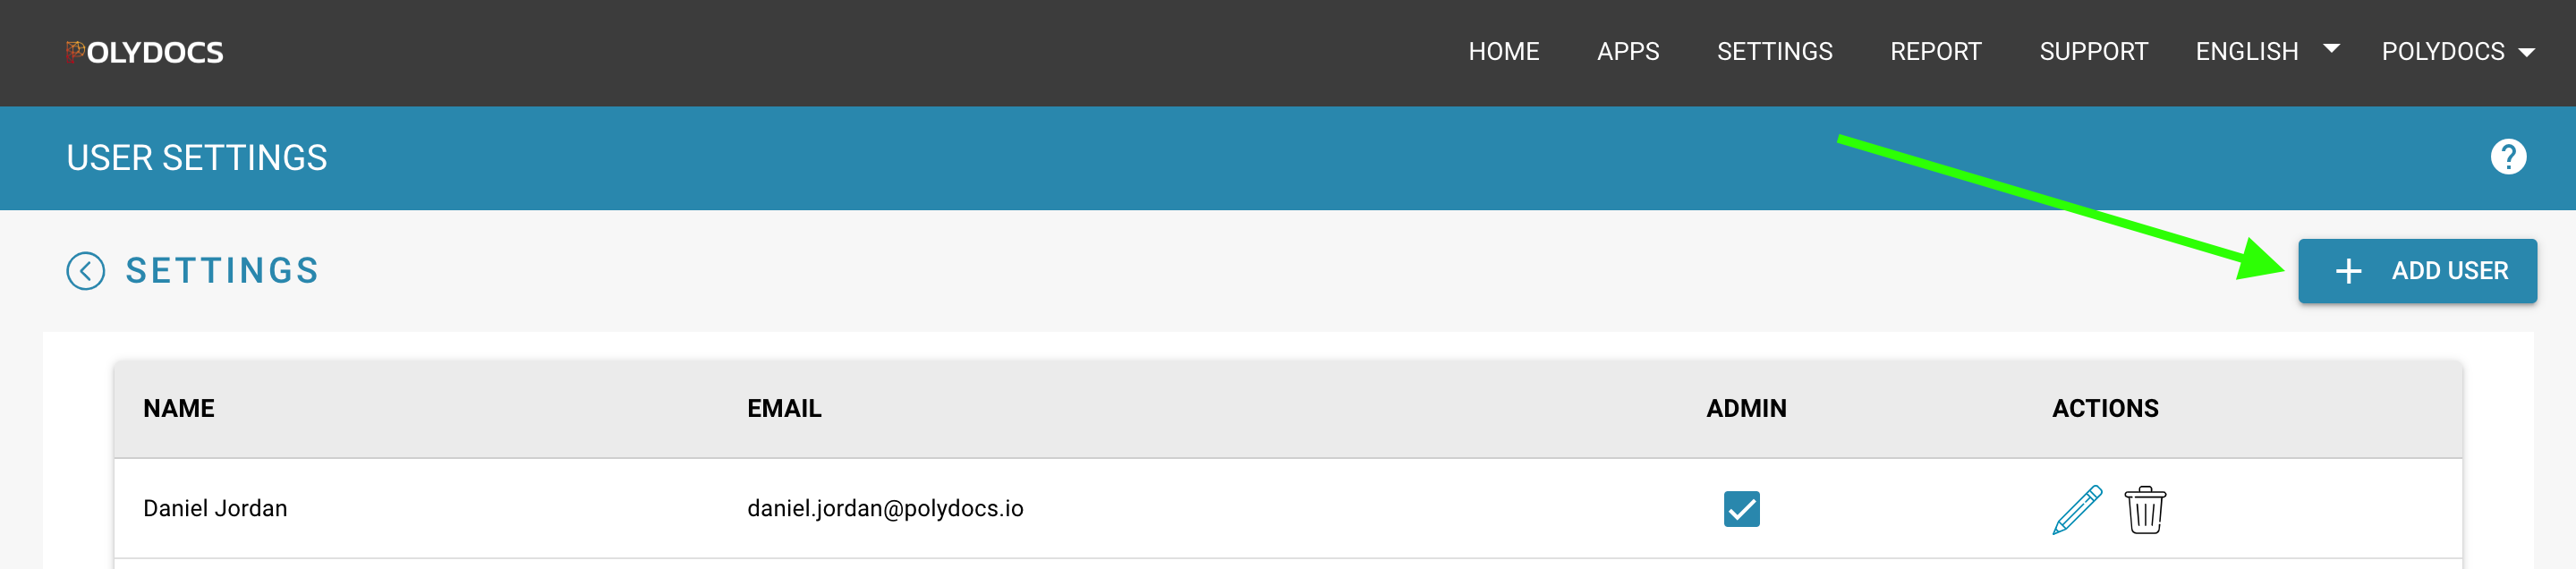 POLYDOCS
HOME APPS SETTINGS REPORT SUPPORT ENGLISH POLYDOCS
USER SETTINGS
?
SETTINGS
+ ADD USER
NAME EMAIL ADMIN ACTIONS
Daniel Jordan daniel.jordan@polydocs.io